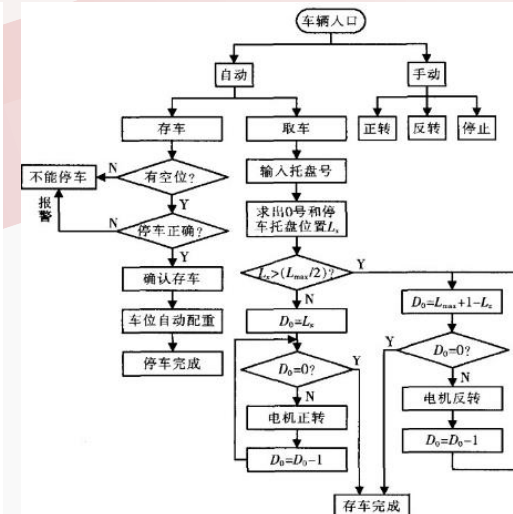 车辆人口
自动
手动
存车
取车
正转
反转
停止
不能停车
N
有空位?
输入托盘号
报警
Y
求出0号和停
车托盘位置Lx
N
停车正确?
Y
Lx>(Lmax/2)?
Y
确认存车
N
D0=Lmax+1-Lx
车位自动配重
D0=Lx
Y
停车完成
D0=0?
Y
D0=0?
N
N
电机正转
电机反转
D0=D0-1
D0=D0-1
存车完成